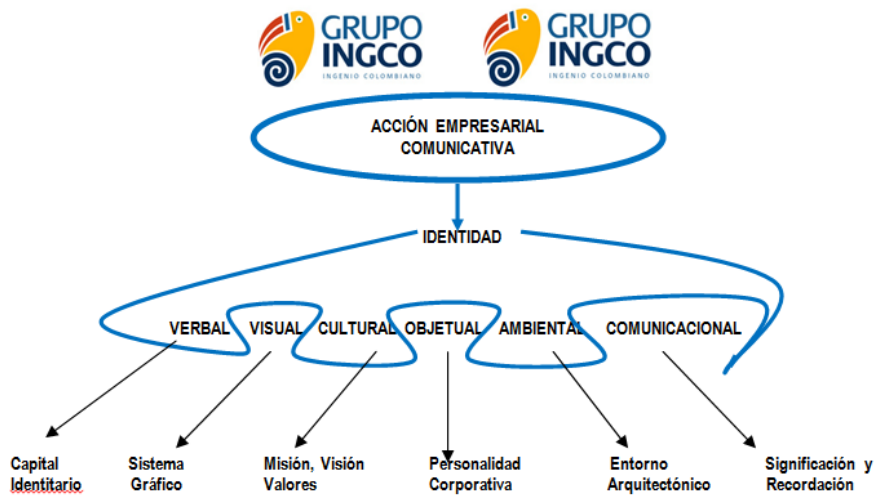 GRUPO
INGCO
INGENIO COLOMBIANO
GRUPO
INGCO
INGENIO COLOMBIANO
ACCIÓN EMPRESARIAL
COMUNICATIVA
IDENTIDAD
VERBAL VISUAL CULTURAL OBJETUAL AMBIENTAL COMUNICACIONAL
Capital
Identitario
Sistema
Gráfico
Misión, Visión
Valores
Personalidad
Corporativa
Entorno
Arquitectónico
Significación y
Recordación